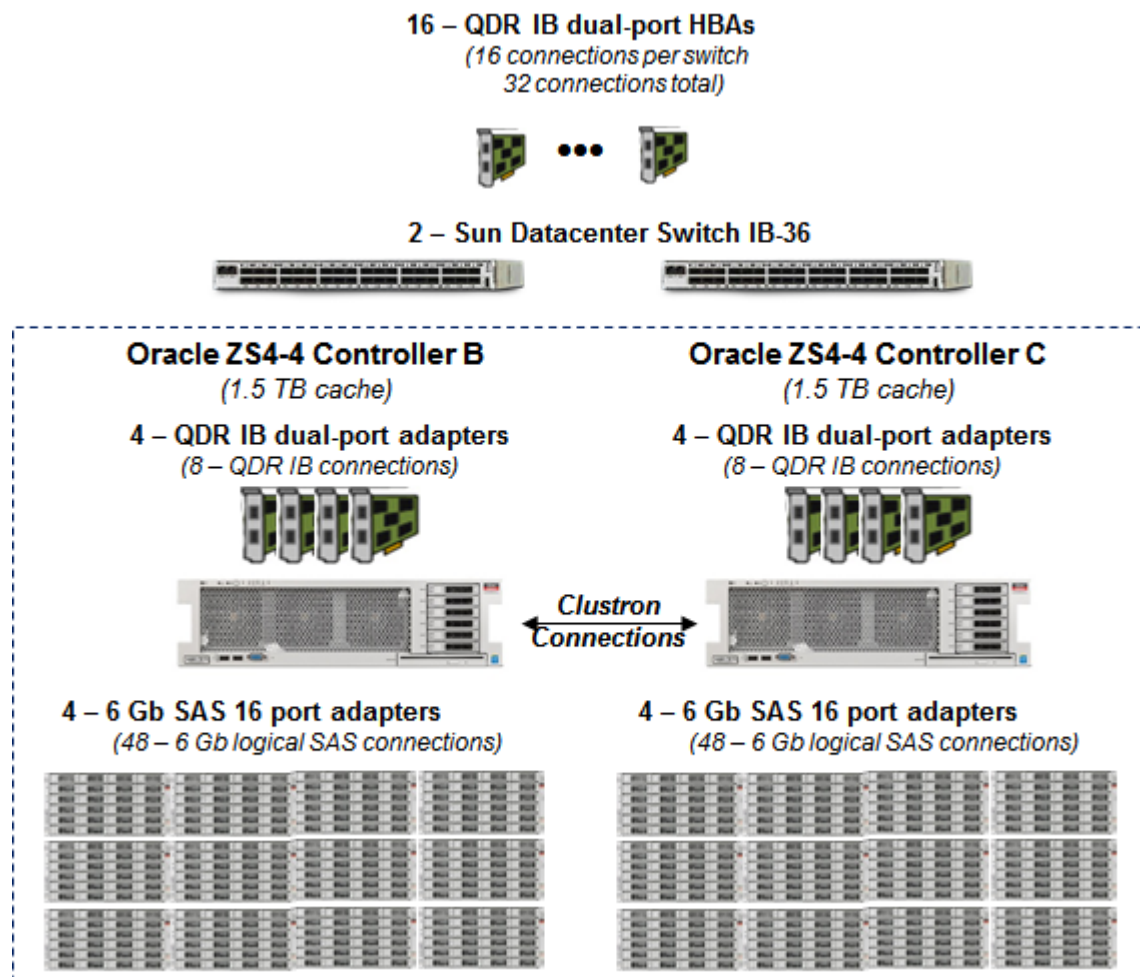 16 – QDR IB dual-port HBAs
(16 connections per switch
32 connections total)
2 – Sun Datacenter Switch IB-36
Oracle ZS4-4 Controller B
(1.5 TB cache)
4 – QDR IB dual-port adapters
(8 – QDR IB connections)
Oracle ZS4-4 Controller C
(1.5 TB cache)
4 – QDR IB dual-port adapters
(8 – QDR IB connections)
Clustron
Connections
4 – 6 Gb SAS 16 port adapters
(48 – 6 Gb logical SAS connections)
4 – 6 Gb SAS 16 port adapters
(48 – 6 Gb logical SAS connections)